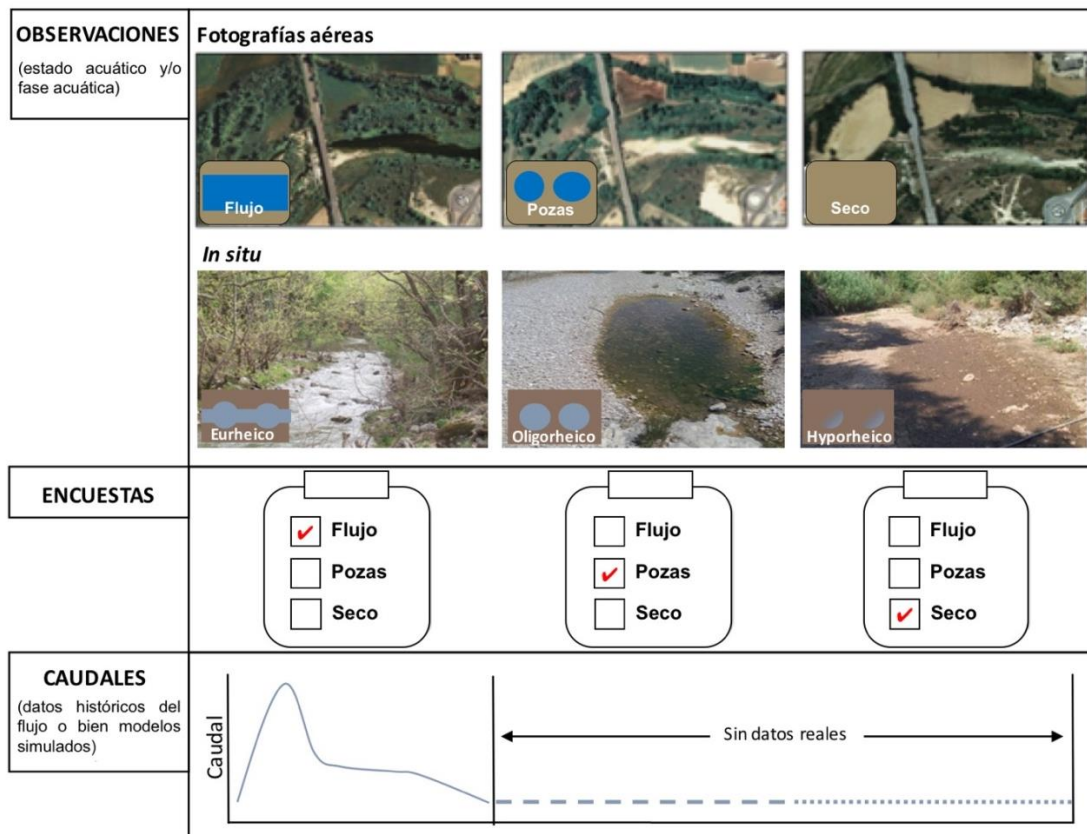 OBSERVACIONES
(estado acuático y/o
fase acuática)
Fotografías aéreas
Flujo
Pozas
Seco
In situ
Eurheico
Oligorheico
Hyporheico
ENCUESTAS
Flujo
Pozas
Seco
Flujo
Pozas
Seco
Flujo
Pozas
Seco
CAUDALES
(datos históricos del
flujo o bien modelos
simulados)
Caudal
Sin datos reales